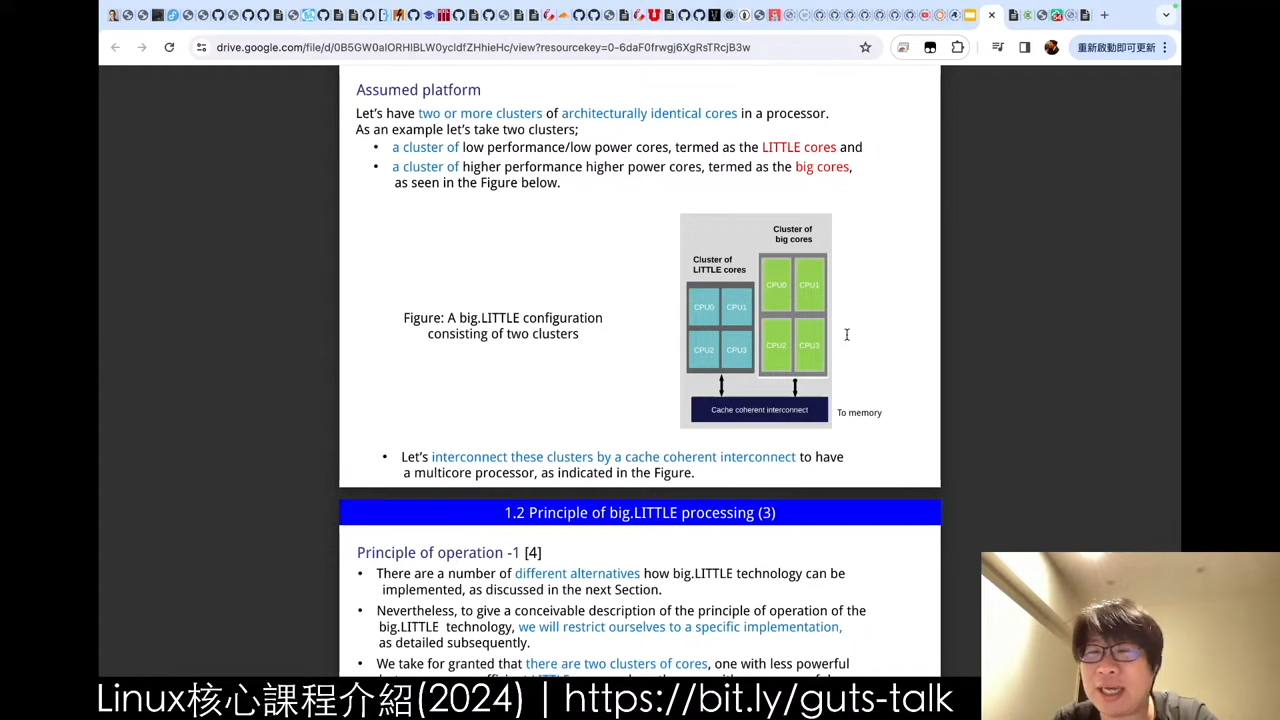 drive.google.com/file/d/0B5GW0alORHIBLW0ycldfZHhieHc/view?resourcekey=0-6daF0frwgj6XgRsTRcjB3w
重新啟動即可更新
Assumed platform
Let's have two or more clusters of architecturally identical cores in a processor.
As an example let's take two clusters;
• a cluster of low performance/low power cores, termed as the LITTLE cores and
• a cluster of higher performance higher power cores, termed as the big cores,
as seen in the Figure below.
Cluster of
big cores
Cluster of
LITTLE cores
CPU0 CPU1
CPU0 CPU1
CPU2 CPU3
CPU2 CPU3
Figure: A big.LITTLE configuration
consisting of two clusters
Cache coherent interconnect
To memory
• Let's interconnect these clusters by a cache coherent interconnect to have
a multicore processor, as indicated in the Figure.
1.2 Principle of big.LITTLE processing (3)
Principle of operation -1 [4]
• There are a number of different alternatives how big.LITTLE technology can be
implemented, as discussed in the next Section.
• Nevertheless, to give a conceivable description of the principle of operation of the
big.LITTLE technology, we will restrict ourselves to a specific implementation,
as detailed subsequently.
• We take for granted that there are two clusters of cores, one with less powerful
Linux核心課程介紹(2024) | https://bit.ly/guts-talk